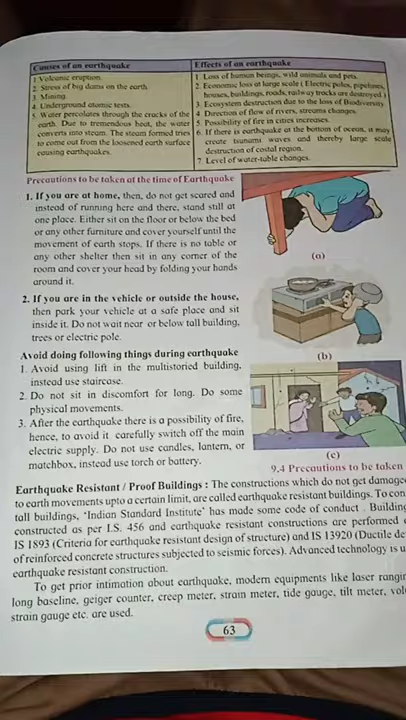 Causes of an earthquake
1. Volcanic eruption.
2. Stress of big dams on the earth.
3. Mining.
4. Underground atomic tests.
5. Water percolates through the cracks of the
earth. Due to tremendous heat, the water
converts into steam. The steam formed tries
to come out from the loosened earth surface
causing earthquakes.
Effects of an earthquake
1. Loss of human beings, wild animals and pets.
2. Economic loss at large scale ( Electric poles, pipelines,
houses, buildings, roads, railway tracks are destroyed )
3. Ecosystem destruction due to the loss of Biodiversity.
4. Direction of flow of rivers, streams changes.
5. Possibility of fire in cities increases.
6. If there is earthquake at the bottom of ocean, it may
create tsunami waves and thereby large scale
destruction of costal region.
7. Level of water-table changes.
Precautions to be taken at the time of Earthquake
1. If you are at home, then, do not get scared and
instead of running here and there, stand still at
one place. Either sit on the floor or below the bed
or any other furniture and cover yourself until the
movement of earth stops. If there is no table or
any other shelter then sit in any corner of the
room and cover your head by folding your hands
around it.
(a)
2. If you are in the vehicle or outside the house,
then park your vehicle at a safe place and sit
inside it. Do not wait near or below tall building,
trees or electric pole.
(b)
Avoid doing following things during earthquake
1. Avoid using lift in the multistoried building,
instead use staircase.
2. Do not sit in discomfort for long. Do some
physical movements.
3. After the earthquake there is a possibility of fire,
hence, to avoid it carefully switch off the main
electric supply. Do not use candles, lantern, or
matchbox, instead use torch or battery.
(c)
9.4 Precautions to be taken
Earthquake Resistant / Proof Buildings : The constructions which do not get damage
to earth movements upto a certain limit, are called earthquake resistant buildings. To con
tall buildings, 'Indian Standard Institute' has made some code of conduct . Building
constructed as per I.S. 456 and earthquake resistant constructions are performed
IS 1893 (Criteria for earthquake resistant design of structure) and IS 13920 (Ductile de
of reinforced concrete structures subjected to seismic forces). Advanced technology is u
earthquake resistant construction.
To get prior intimation about earthquake, modern equipments like laser rangin
long baseline, geiger counter, creep meter, strain meter, tide gauge, tilt meter, vol
strain gauge etc. are used.
63